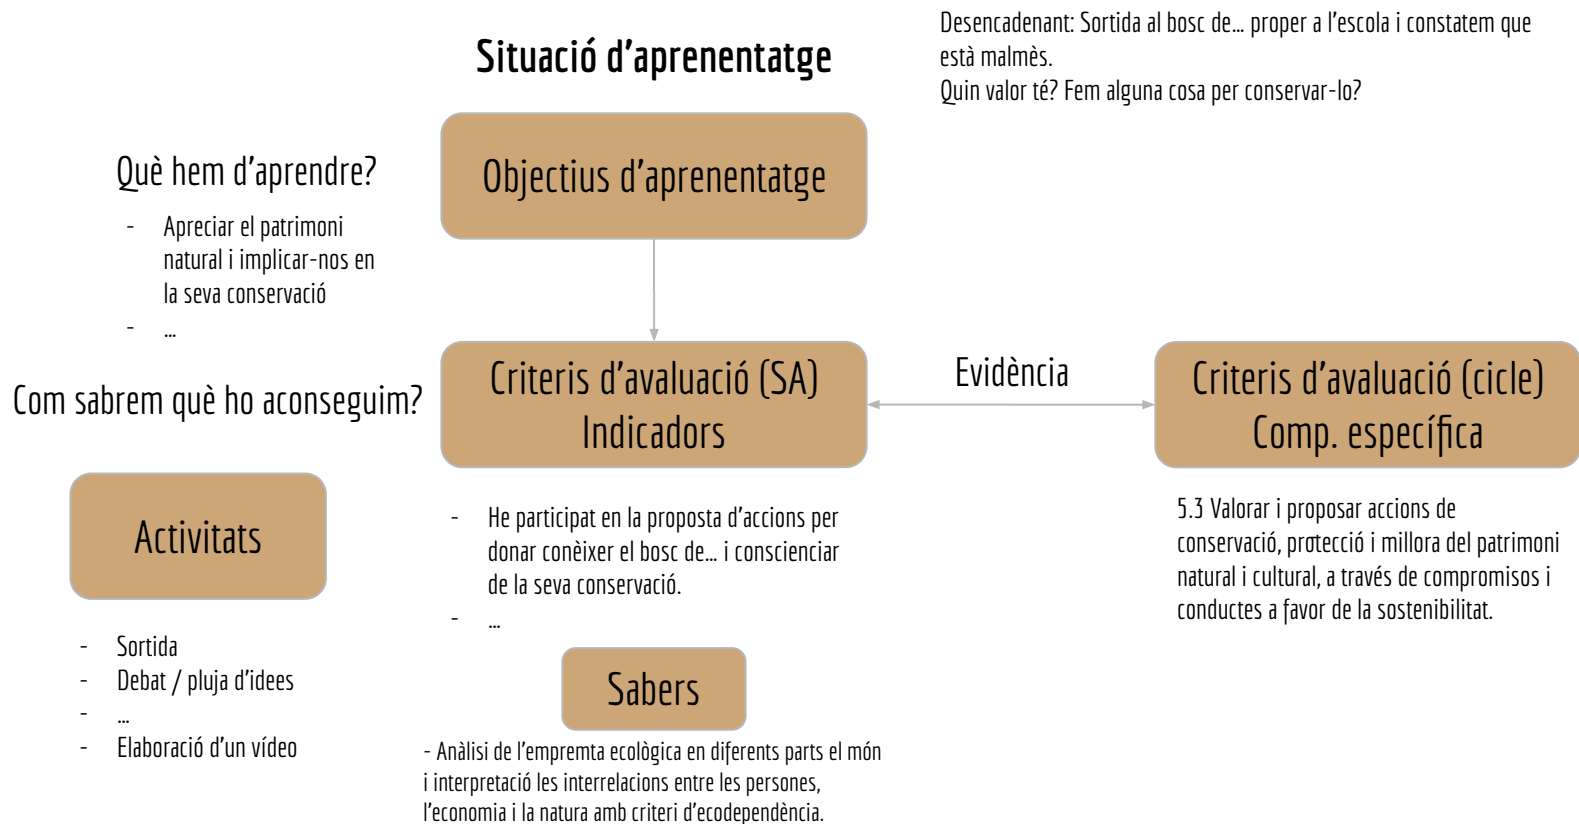 Situació d'aprenentatge
Desencadenant: Sortida al bosc de... proper a l'escola i constatem que
està malmès.
Quin valor té? Fem alguna cosa per conservar-lo?
Què hem d'aprendre?
- Apreciar el patrimoni
natural i implicar-nos en
la seva conservació
- ...
Objectius d'aprenentatge
Com sabrem què ho aconseguim?
Criteris d'avaluació (SA)
Indicadors
Evidència
Criteris d'avaluació (cicle)
Comp. específica
Activitats
- Sortida
- Debat / pluja d'idees
- ...
- Elaboració d'un vídeo
- He participat en la proposta d'accions per
donar conèixer el bosc de... i conscienciar
de la seva conservació.
- ...
5.3 Valorar i proposar accions de
conservació, protecció i millora del patrimoni
natural i cultural, a través de compromisos i
conductes a favor de la sostenibilitat.
Sabers
- Anàlisi de l'empremta ecològica en diferents parts el món
i interpretació les interrelacions entre les persones,
l'economia i la natura amb criteri d'ecodependència.